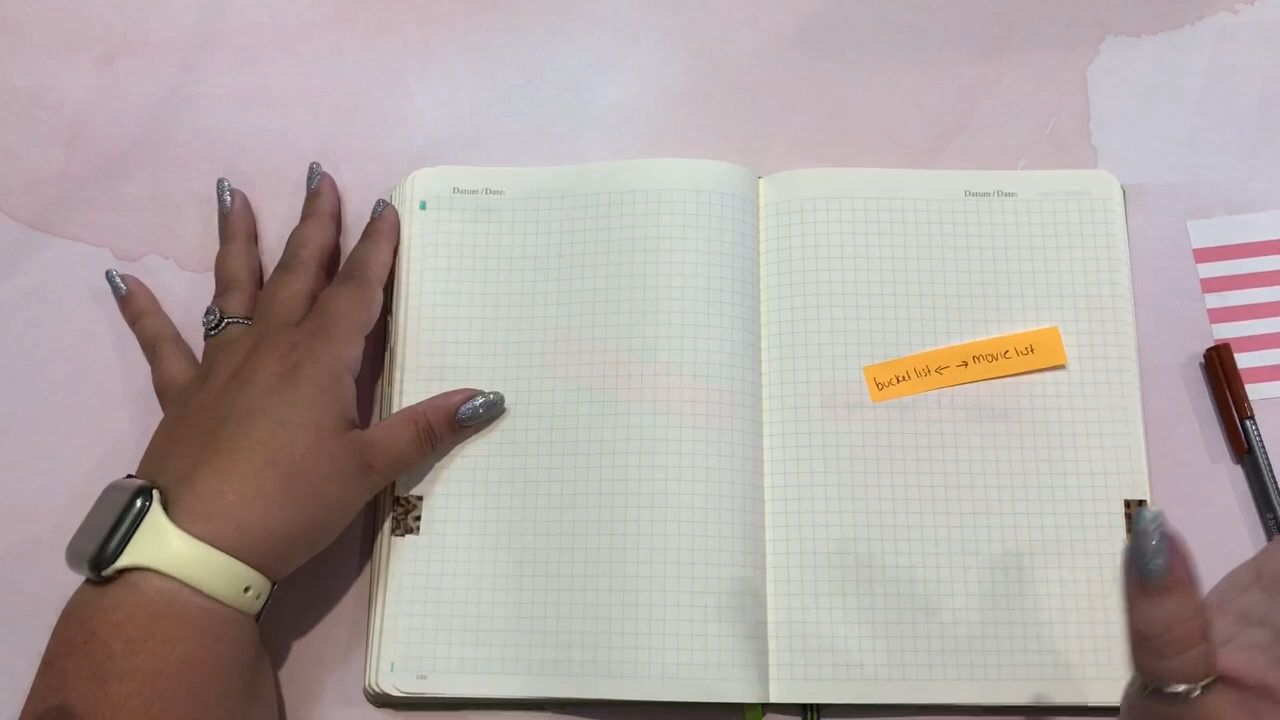 Datum / Date:
Datum / Date:
bucket list ← → movie list